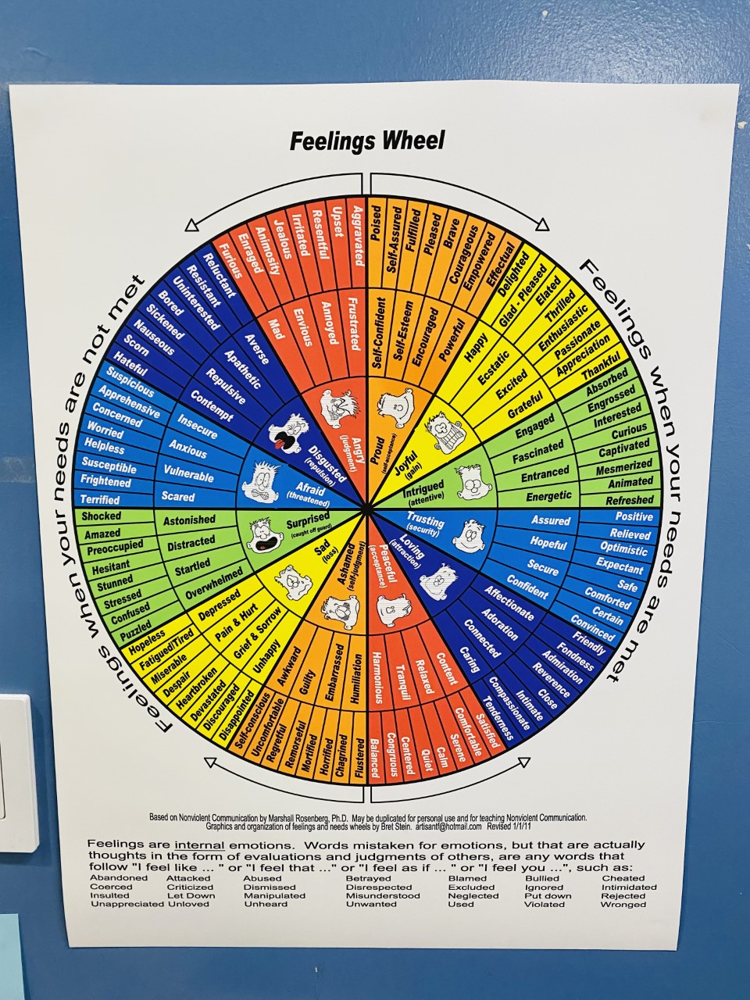 Feelings Wheel
Feelings when your needs are met
Poised
Self-Assured
Fulfilled
Pleased
Brave
Courageous
Empowered
Effectual
Self-Confident
Self-Esteem
Encouraged
Powerful
Proud
(self-acceptance)
Delighted
Glad - Pleased
Elated
Thrilled
Enthusiastic
Passionate
Appreciation
Thankful
Happy
Ecstatic
Excited
Grateful
Joyful
(gain)
Absorbed
Engrossed
Interested
Curious
Captivated
Mesmerized
Animated
Refreshed
Engaged
Fascinated
Entranced
Energetic
Intrigued
(attentive)
Positive
Relieved
Optimistic
Expectant
Safe
Comforted
Certain
Convinced
Assured
Hopeful
Secure
Confident
Trusting
(security)
Friendly
Fondness
Admiration
Reverence
Close
Intimate
Compassionate
Tenderness
Affectionate
Adoration
Connected
Caring
Loving
(attraction)
Satisfied
Comfortable
Serene
Calm
Quiet
Centered
Congruous
Balanced
Content
Relaxed
Tranquil
Harmonious
Peaceful
(acceptance)
Feelings when your needs are not met
Aggravated
Upset
Resentful
Irritated
Jealous
Animosity
Enraged
Furious
Frustrated
Annoyed
Envious
Mad
Angry
(judgment)
Reluctant
Resistant
Uninterested
Bored
Sickened
Nauseous
Scorn
Hateful
Averse
Apathetic
Repulsive
Contempt
Disgusted
(repulsion)
Suspicious
Apprehensive
Concerned
Worried
Helpless
Susceptible
Frightened
Terrified
Insecure
Anxious
Vulnerable
Scared
Afraid
(threatened)
Shocked
Amazed
Preoccupied
Hesitant
Stunned
Stressed
Confused
Puzzled
Astonished
Distracted
Startled
Overwhelmed
Surprised
(caught off guard)
Hopeless
Fatigued/Tired
Miserable
Despair
Heartbroken
Devastated
Discouraged
Disappointed
Depressed
Pain & Hurt
Grief & Sorrow
Unhappy
Sad
(loss)
Self-conscious
Uncomfortable
Regretful
Remorseful
Mortified
Horrified
Chagrined
Flustered
Awkward
Guilty
Embarrassed
Humiliation
Ashamed
(self-judgment)
Based on Nonviolent Communication by Marshall Rosenberg, Ph.D. May be duplicated for personal use and for teaching Nonviolent Communication.
Graphics and organization of feelings and needs wheels by Bret Stein. artisantf@hotmail.com Revised 1/1/11
Feelings are internal emotions. Words mistaken for emotions, but that are actually
thoughts in the form of evaluations and judgments of others, are any words that
follow "I feel like ... " or "I feel that ..." or "I feel as if ... " or "I feel you ...", such as:
Abandoned Attacked Abused Betrayed Blamed Bullied Cheated
Coerced Criticized Dismissed Disrespected Excluded Ignored Intimidated
Insulted Let Down Manipulated Misunderstood Neglected Put down Rejected
Unappreciated Unloved Unheard Unwanted Used Violated Wronged